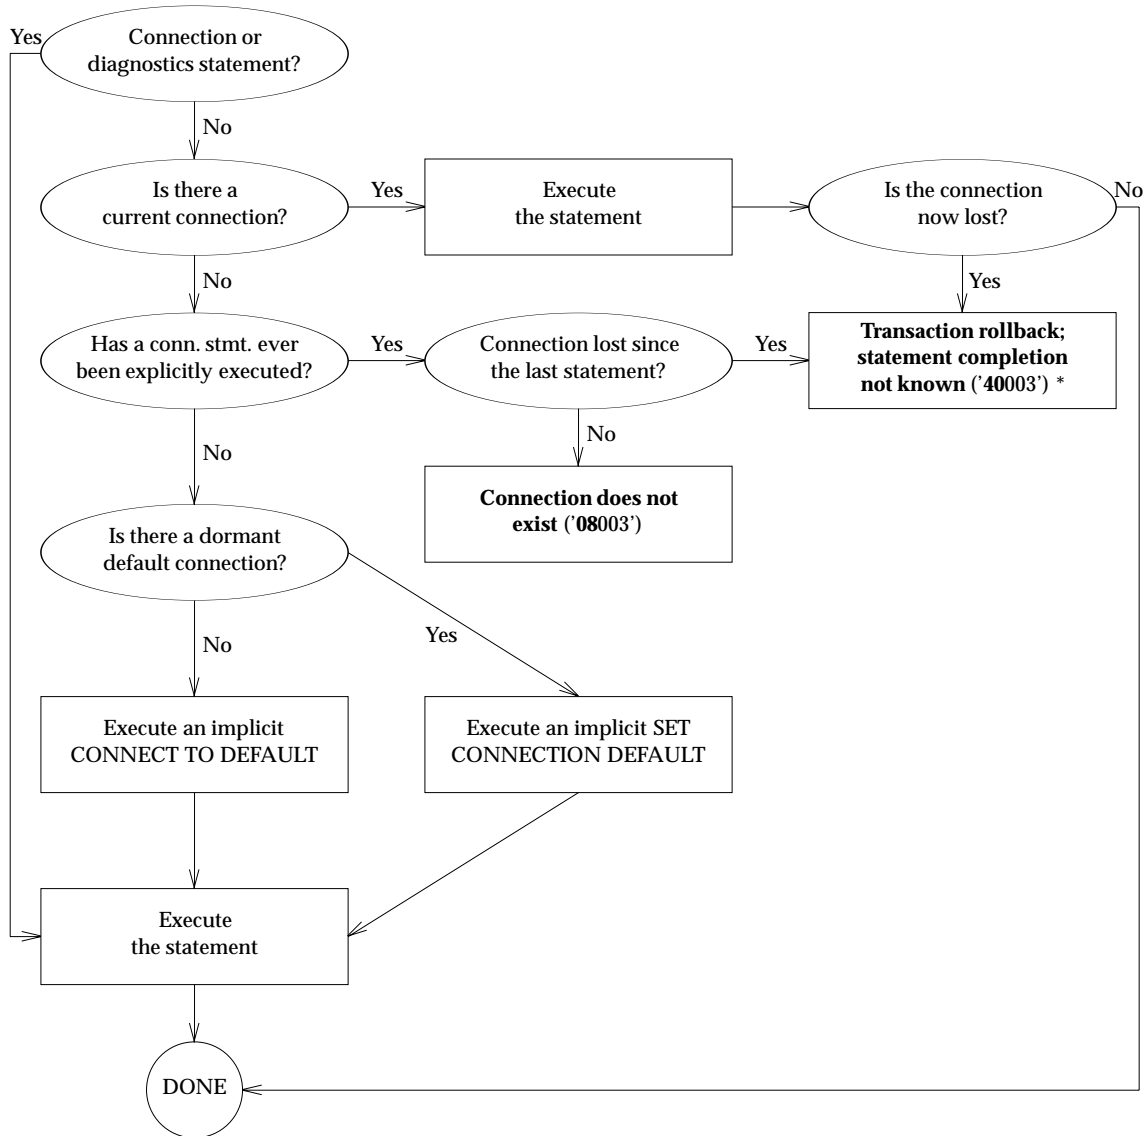 Yes
Connection or
diagnostics statement?
No
Is there a
current connection?
Yes
Execute
the statement
Is the connection
now lost?
No
No
Yes
Has a conn. stmt. ever
been explicitly executed?
Yes
Connection lost since
the last statement?
Yes
Transaction rollback;
statement completion
not known ('40003') *
No
No
Connection does not
exist ('08003')
Is there a dormant
default connection?
No
Yes
Execute an implicit
CONNECT TO DEFAULT
Execute an implicit SET
CONNECTION DEFAULT
Execute
the statement
DONE